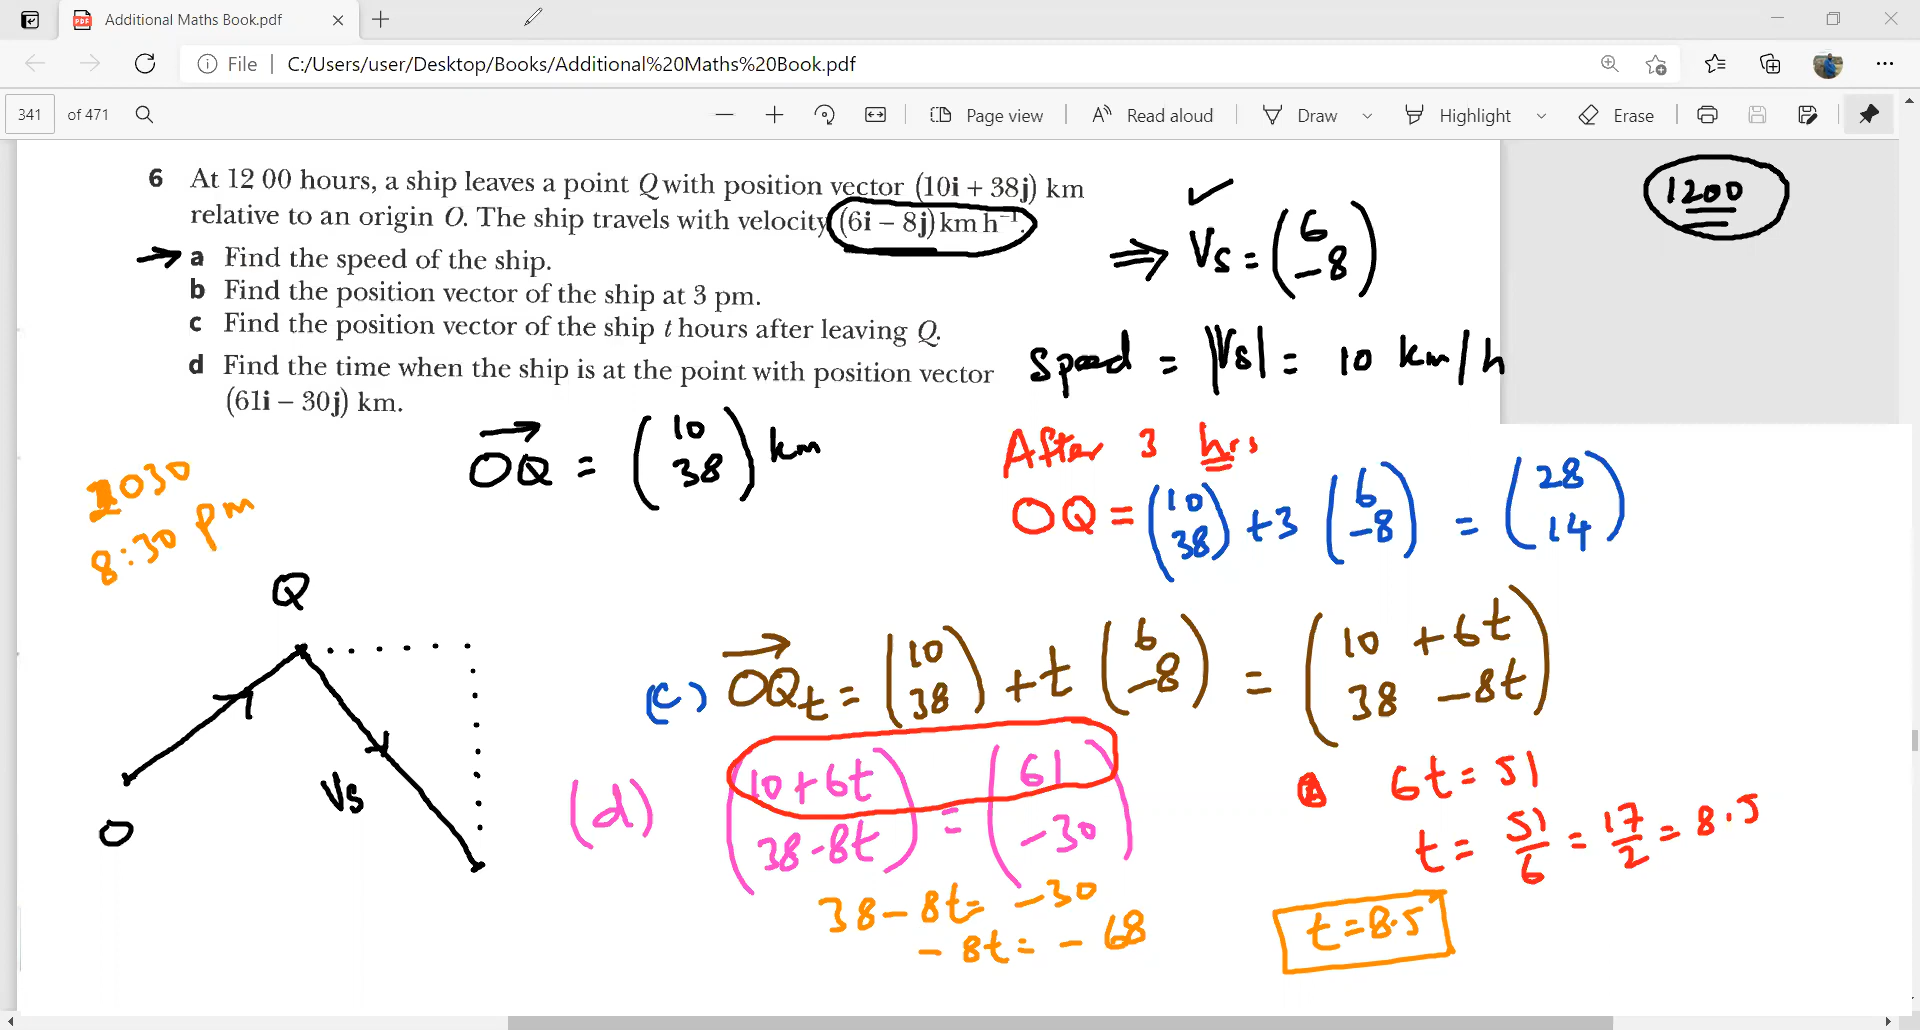 Additional Maths Book.pdf
File | C:/Users/user/Desktop/Books/Additional%20Maths%20Book.pdf
341 of 471
Page view
Read aloud
Draw
Highlight
Erase
6 At 12 00 hours, a ship leaves a point Q with position vector (10i + 38j) km
relative to an origin O. The ship travels with velocity (6i − 8j) km h⁻¹.
a Find the speed of the ship.
b Find the position vector of the ship at 3 pm.
c Find the position vector of the ship t hours after leaving Q.
d Find the time when the ship is at the point with position vector
(61i − 30j) km.
1200
⇒ Vs = (6 −8)
Speed = |Vs| = 10 km/h
OQ = (10 38) km
After 3 hrs
OQ = (10 38) + 3 (6 −8) = (28 14)
2030
8:30 pm
Q
O
Vs
(c) OQt = (10 38) + t (6 −8) = (10 + 6t 38 − 8t)
(d) (10+6t 38-8t) = (61 −30)
6t = 51
t = 51/6 = 17/2 = 8.5
38 − 8t = −30
− 8t = − 68
t = 8.5